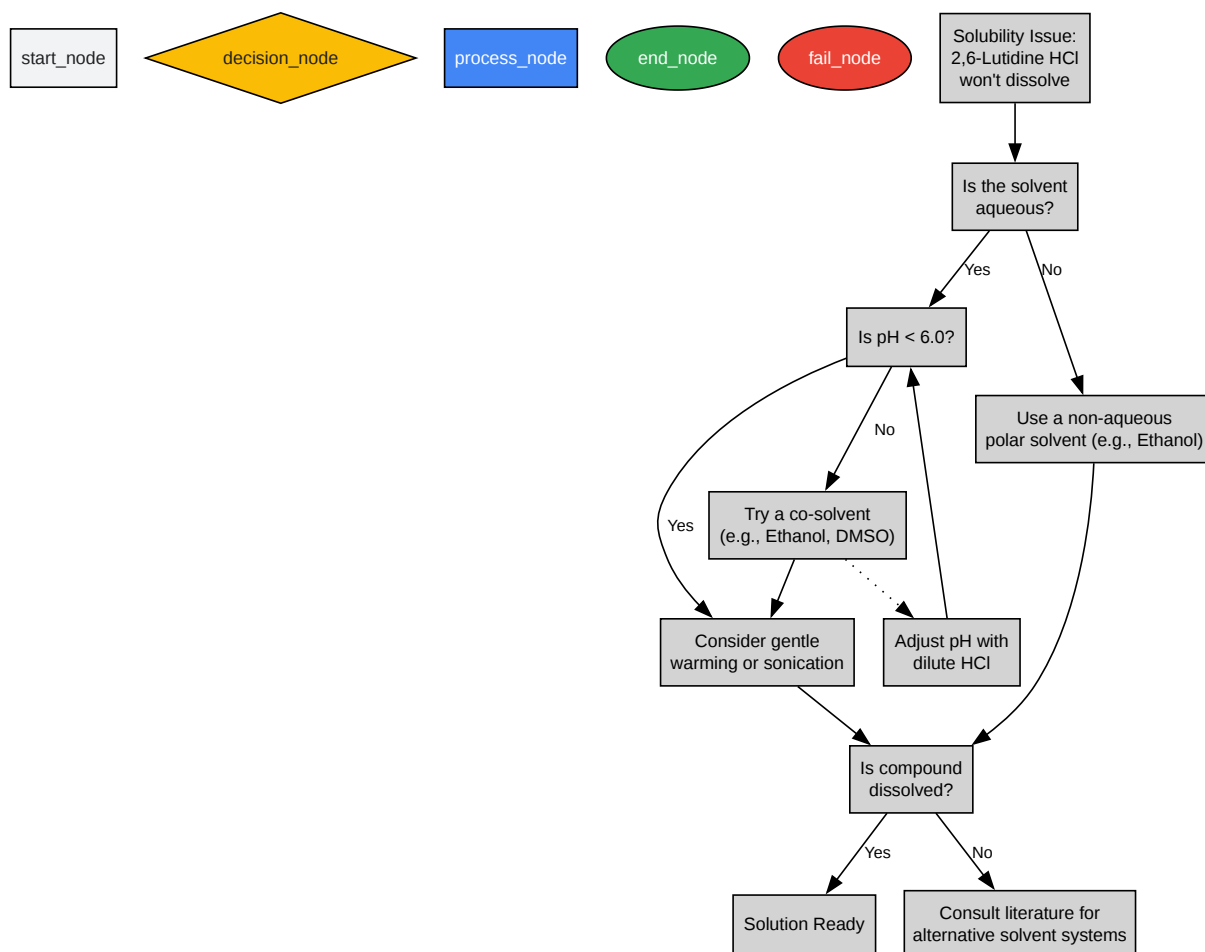 start_node
decision_node
process_node
end_node
fail_node
Solubility Issue:
2,6-Lutidine HCl
won't dissolve
Is the solvent
aqueous?
Yes
No
Is pH < 6.0?
Use a non-aqueous
polar solvent (e.g., Ethanol)
No
Yes
Try a co-solvent
(e.g., Ethanol, DMSO)
Consider gentle
warming or sonication
Adjust pH with
dilute HCl
Is compound
dissolved?
Yes
No
Solution Ready
Consult literature for
alternative solvent systems